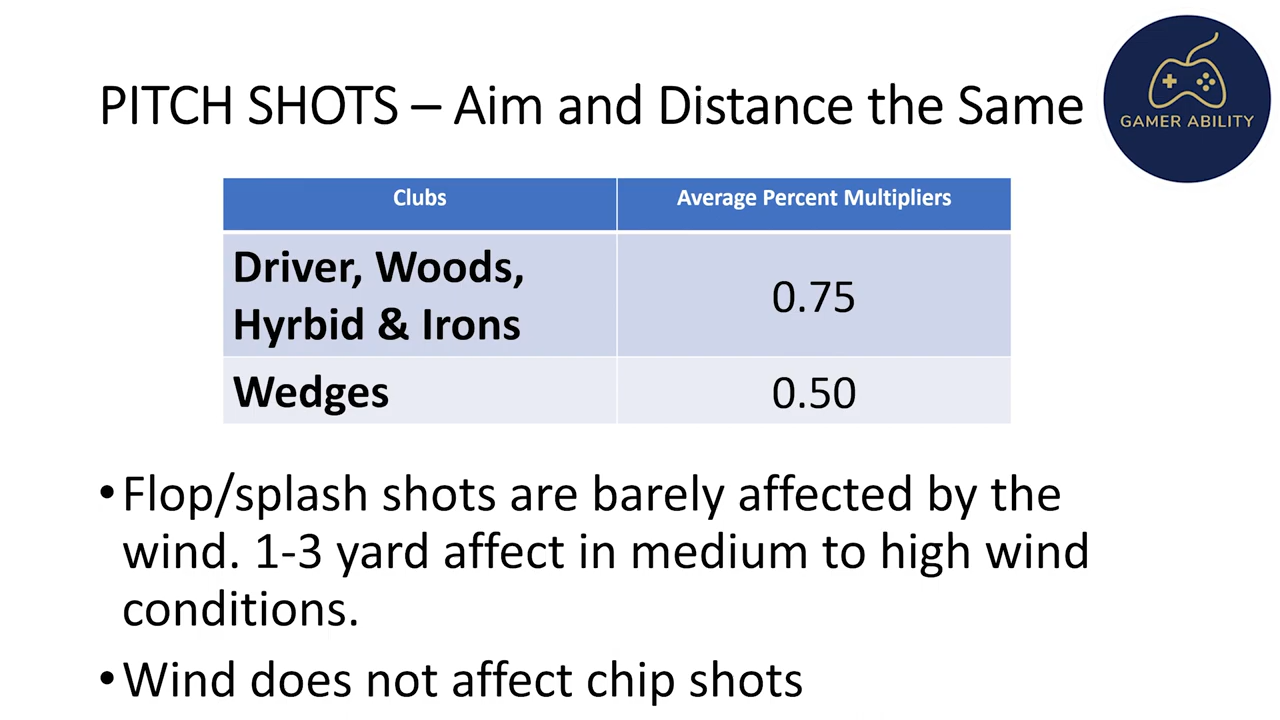 PITCH SHOTS – Aim and Distance the Same
GAMER ABILITY
Clubs
Average Percent Multipliers
Driver, Woods,
Hyrbid & Irons
0.75
Wedges
0.50
•Flop/splash shots are barely affected by the
wind. 1-3 yard affect in medium to high wind
conditions.
•Wind does not affect chip shots